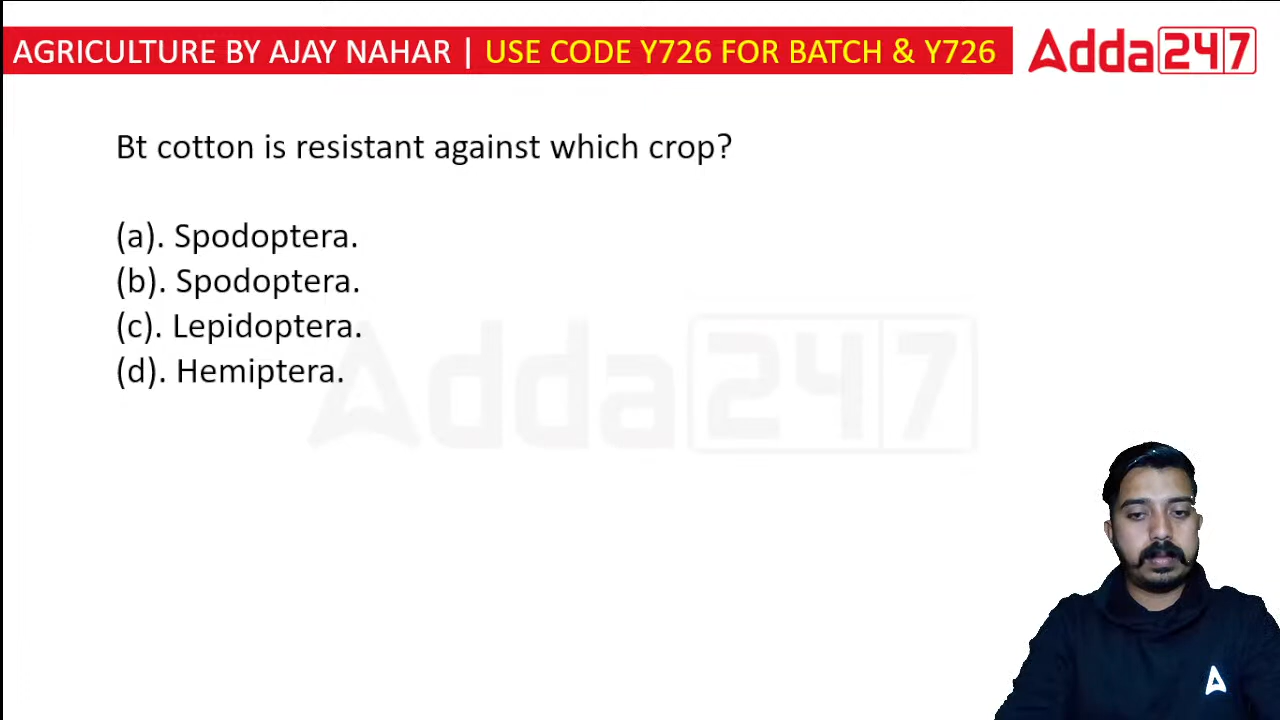 AGRICULTURE BY AJAY NAHAR | USE CODE Y726 FOR BATCH & Y726
Adda247
Bt cotton is resistant against which crop?
(a). Spodoptera.
(b). Spodoptera.
(c). Lepidoptera.
(d). Hemiptera.
Adda247